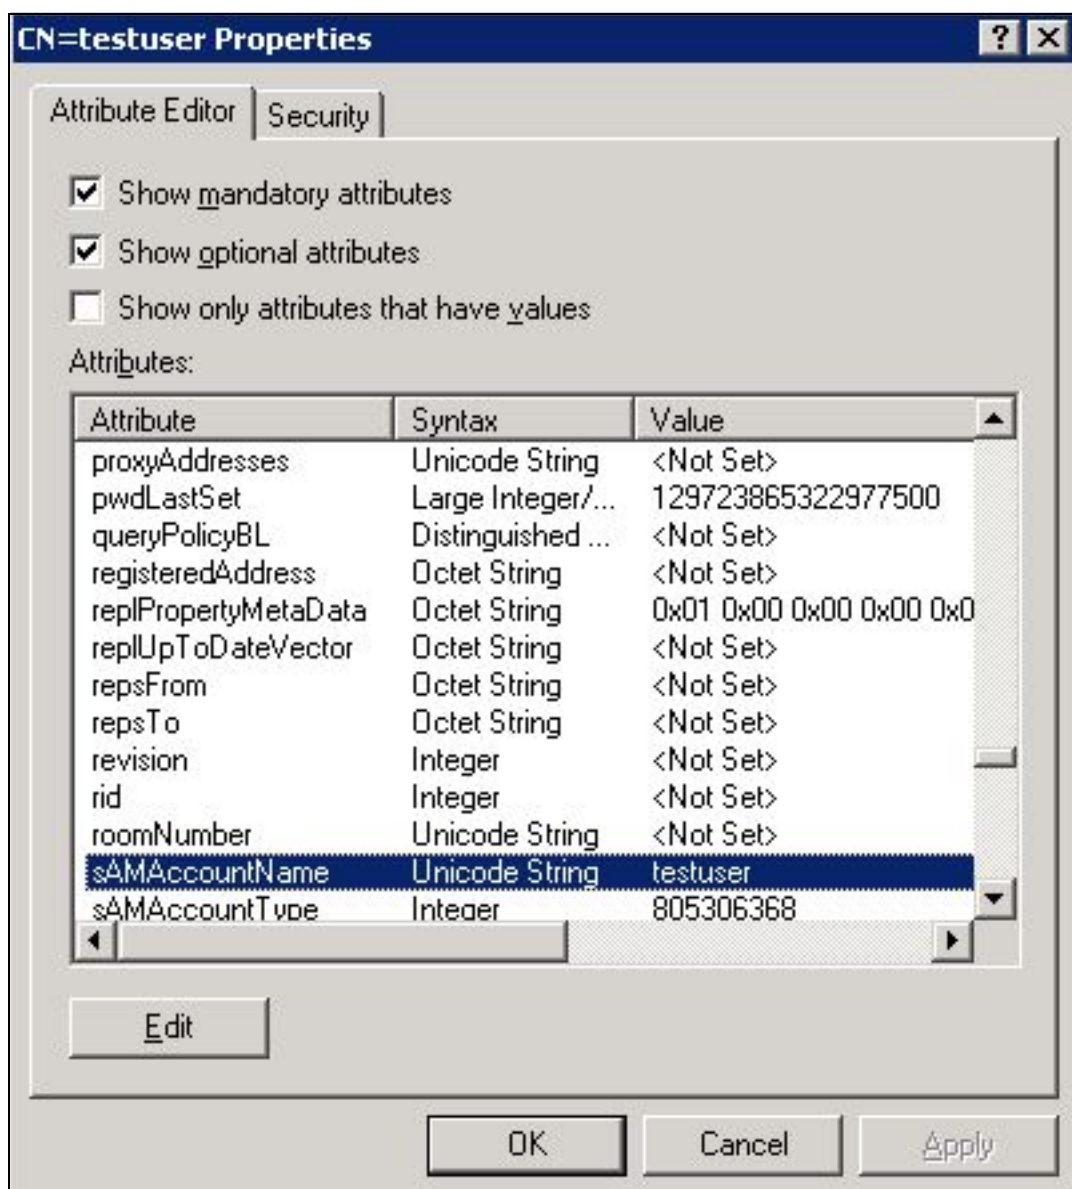 CN=testuser Properties
Attribute Editor Security
Show mandatory attributes
Show optional attributes
Show only attributes that have values
Attributes:
Attribute Syntax Value
proxyAddresses Unicode String <Not Set>
pwdLastSet Large Integer/... 129723865322977500
queryPolicyBL Distinguished ... <Not Set>
registeredAddress Octet String <Not Set>
replPropertyMetaData Octet String 0x01 0x00 0x00 0x00 0x0
replUpToDateVector Octet String <Not Set>
repsFrom Octet String <Not Set>
repsTo Octet String <Not Set>
revision Integer <Not Set>
rid Integer <Not Set>
roomNumber Unicode String <Not Set>
sAMAccountName Unicode String testuser
sAMAccountType Integer 805306368
Edit
OK Cancel Apply